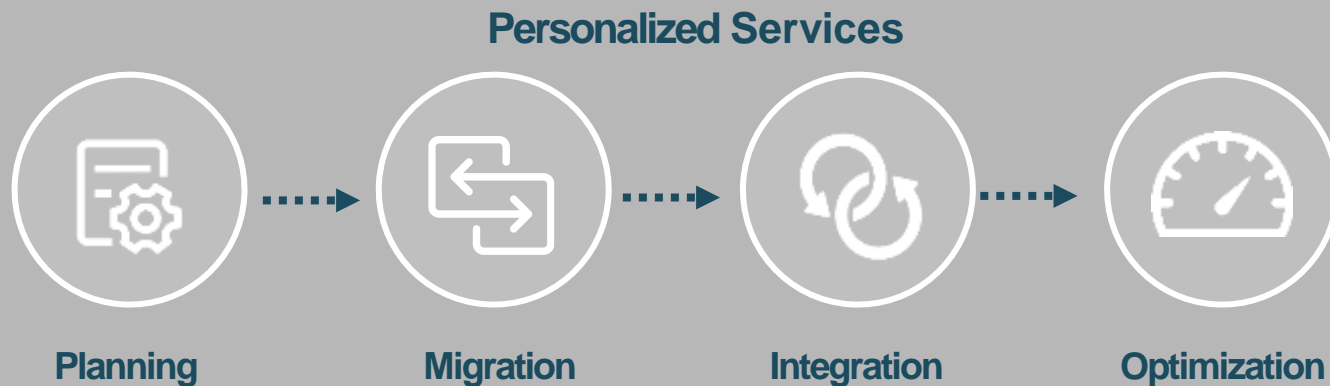 Personalized Services
Planning
Migration
Integration
Optimization